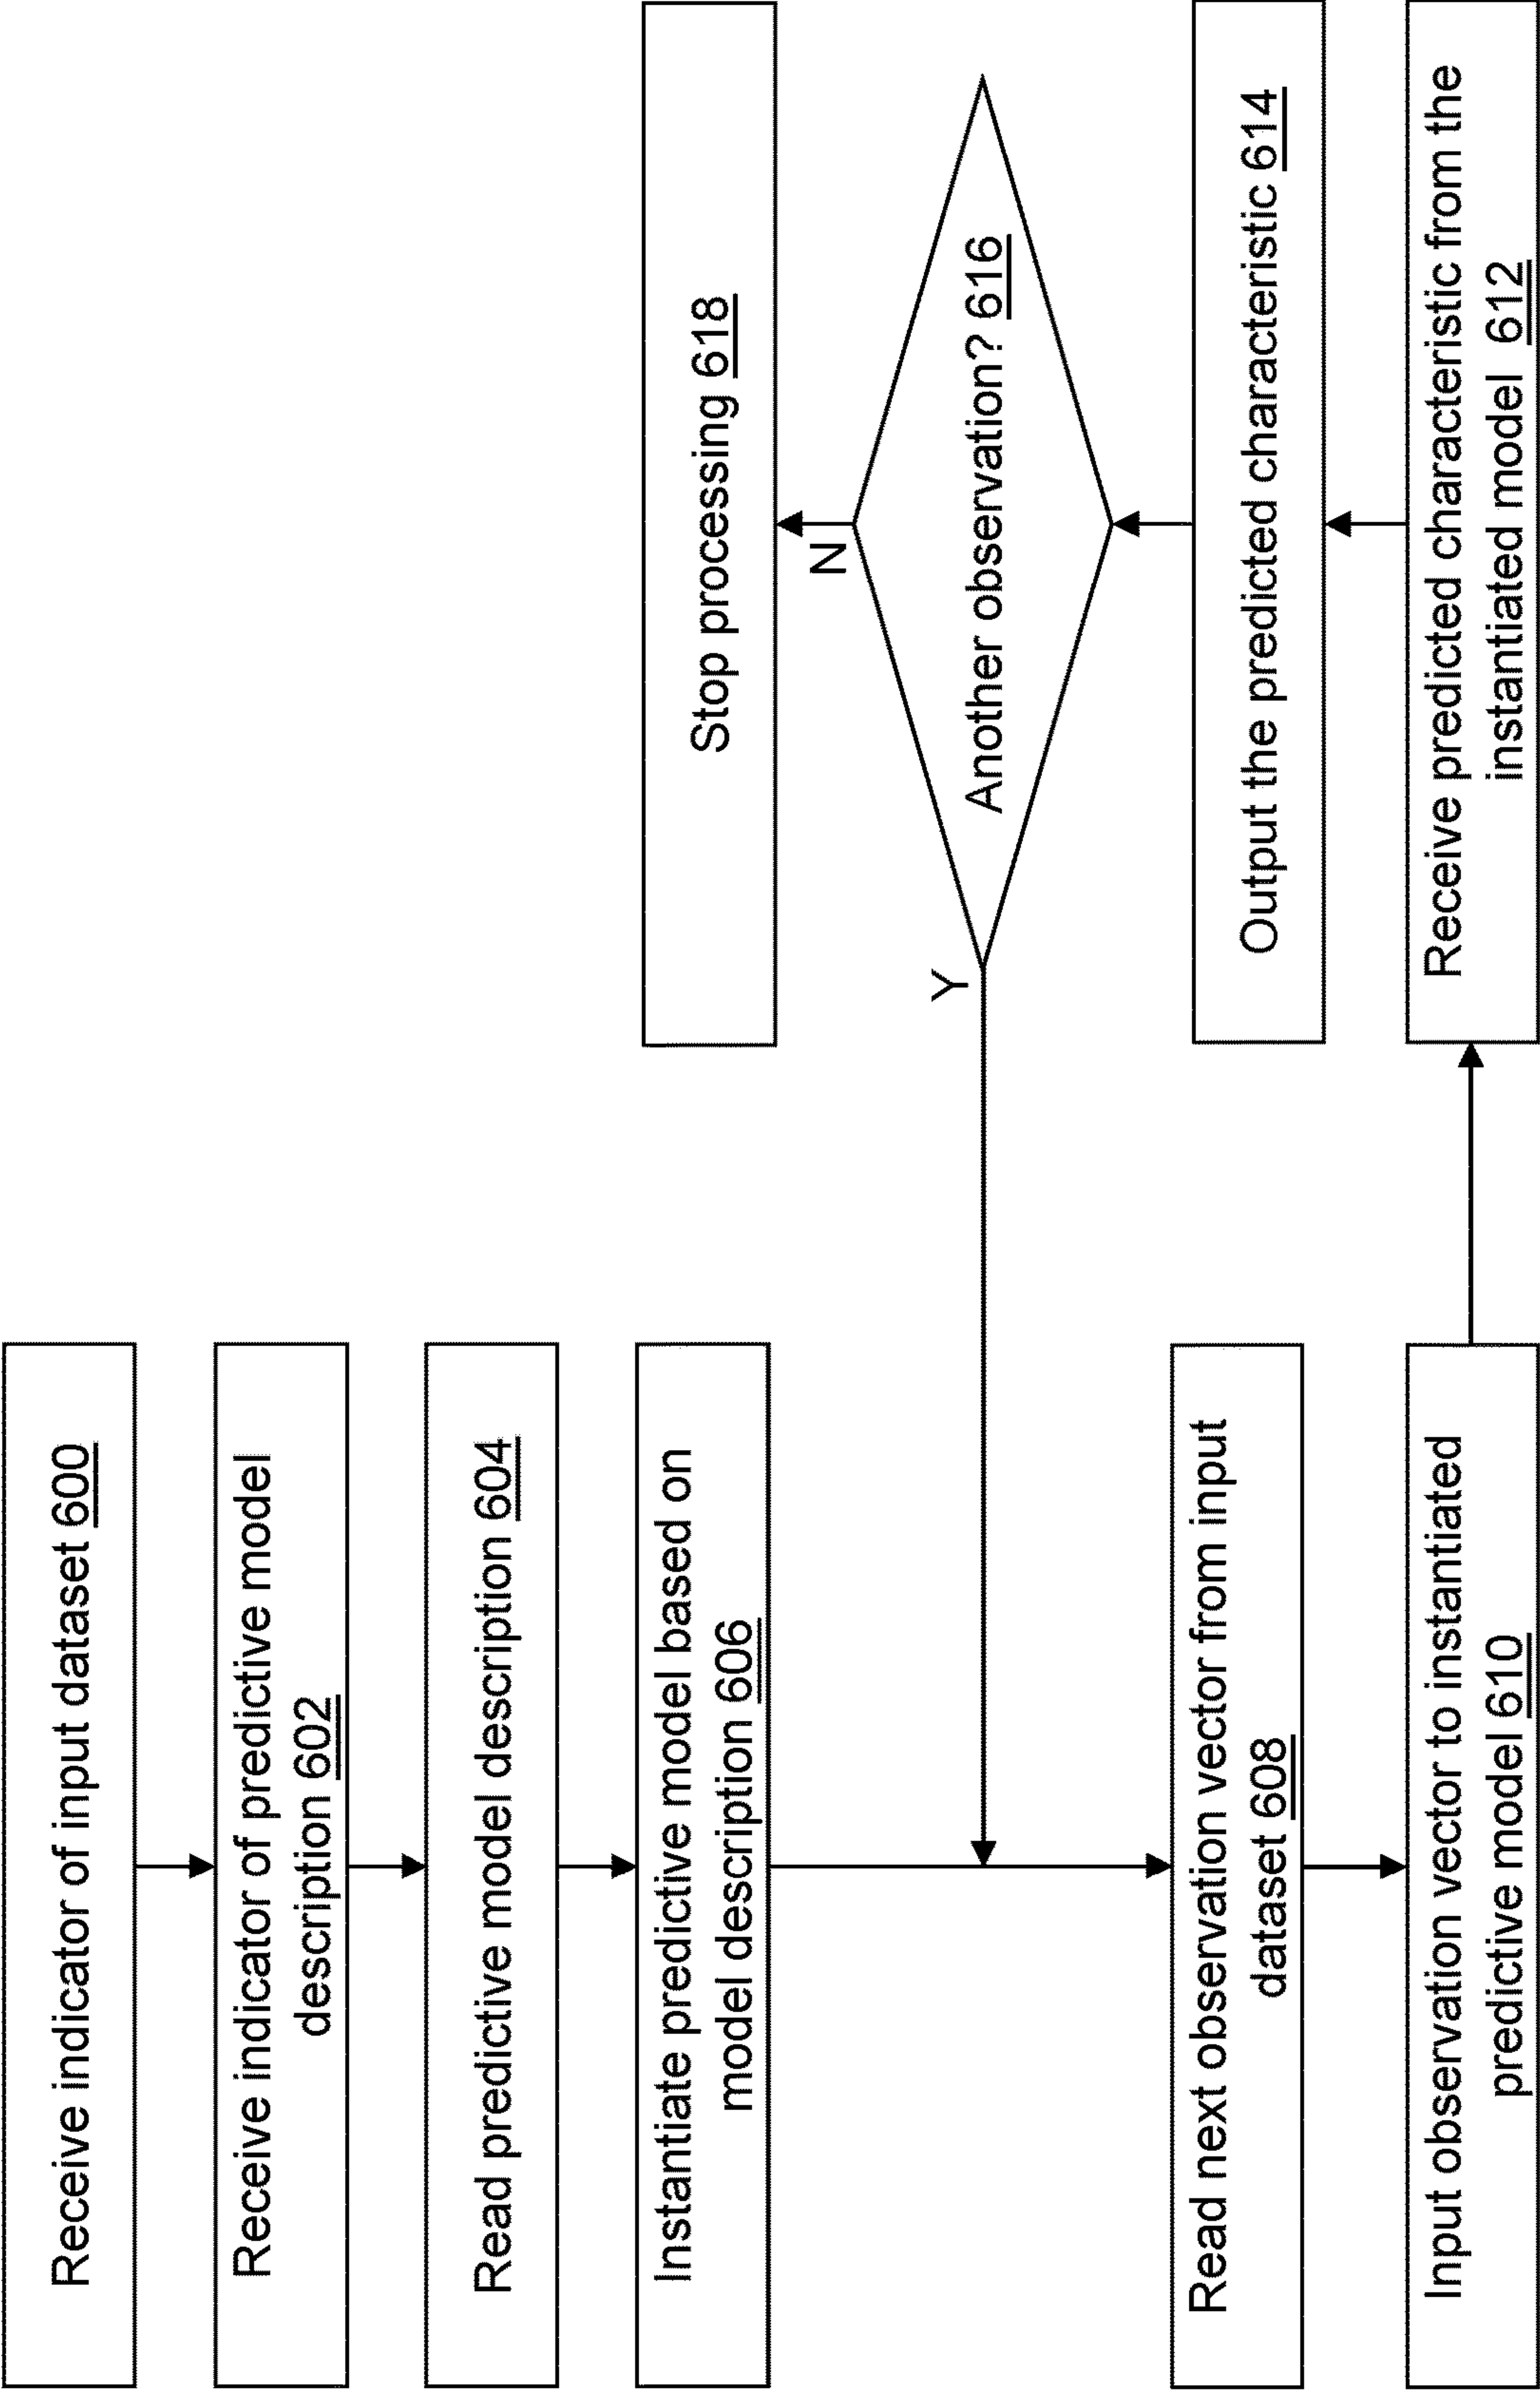 Receive indicator of input dataset 600
Receive indicator of predictive model
description 602
Read predictive model description 604
Instantiate predictive model based on
model description 606
Read next observation vector from input
dataset 608
Input observation vector to instantiated
predictive model 610
Receive predicted characteristic from the
instantiated model 612
Output the predicted characteristic 614
Another observation? 616
Y
N
Stop processing 618